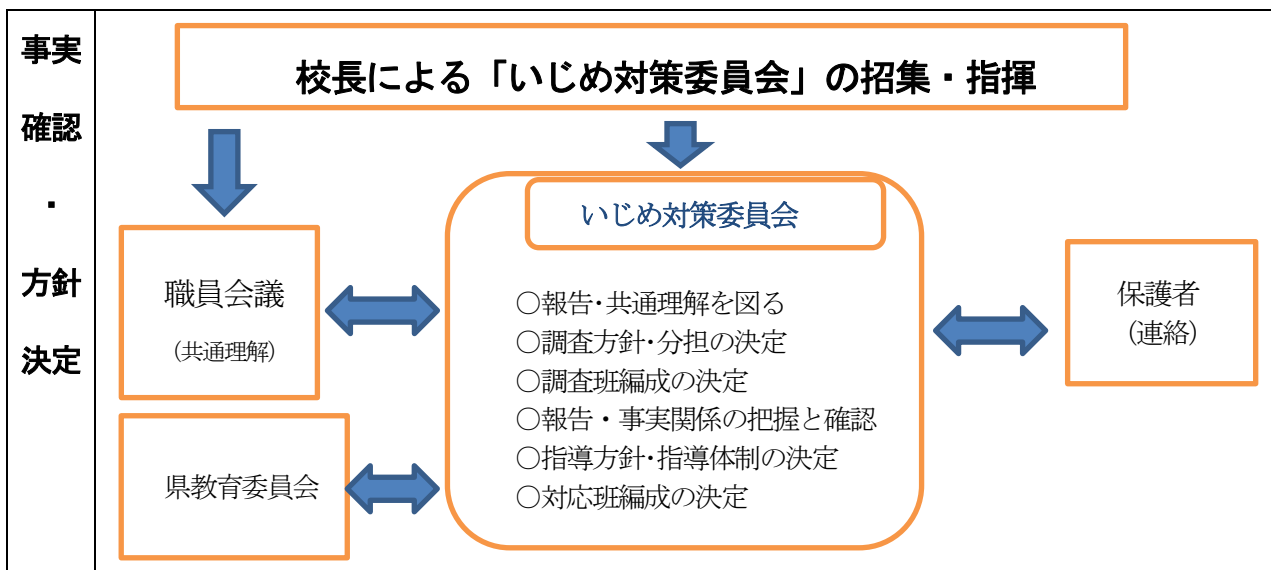 事実
確認
・
方針
決定
校長による「いじめ対策委員会」の招集・指揮
いじめ対策委員会
職員会議
(共通理解)
○報告・共通理解を図る
○調査方針・分担の決定
○調査班編成の決定
○報告・事実関係の把握と確認
○指導方針・指導体制の決定
○対応班編成の決定
保護者
(連絡)
県教育委員会